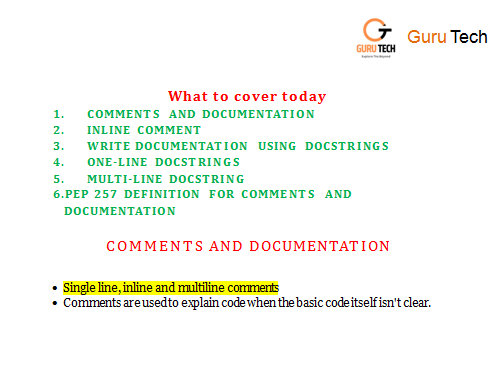 GURU TECH
Explore The Beyond
Guru Tech
What to cover today
1. COMMENTS AND DOCUMENTATION
2. INLINE COMMENT
3. WRITE DOCUMENTATION USING DOCSTRINGS
4. ONE-LINE DOCSTRINGS
5. MULTI-LINE DOCSTRING
6.PEP 257 DEFINITION FOR COMMENTS AND
DOCUMENTATION
COMMENTS AND DOCUMENTATION
• Single line, inline and multiline comments
• Comments are used to explain code when the basic code itself isn't clear.